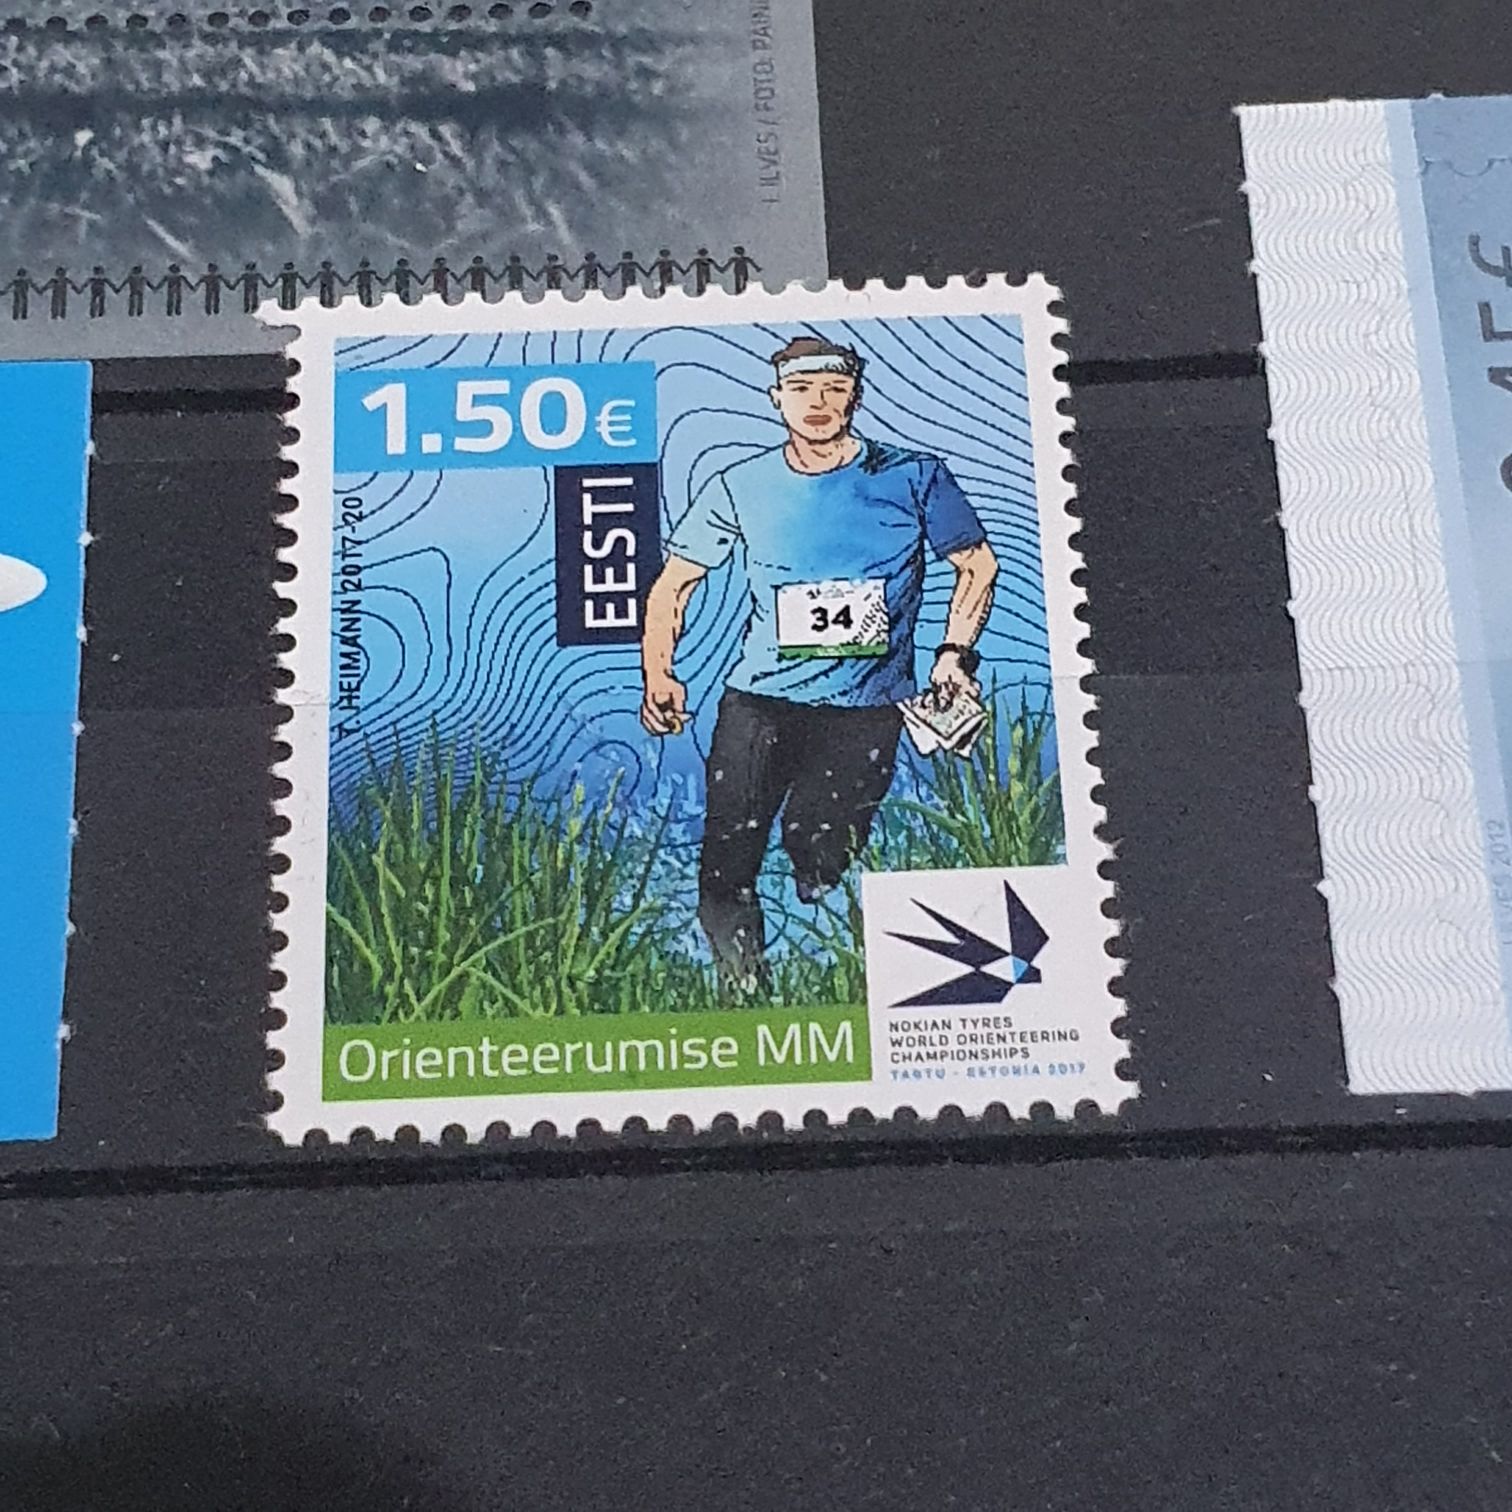 I. ILVES / FOTO:
1.50€
EESTI
T. HEIMANN 2017-20
34
Orienteerumise MM
NOKIAN TYRES
WORLD ORIENTEERING
CHAMPIONSHIPS
TARTU - ESTONIA 2017
2012